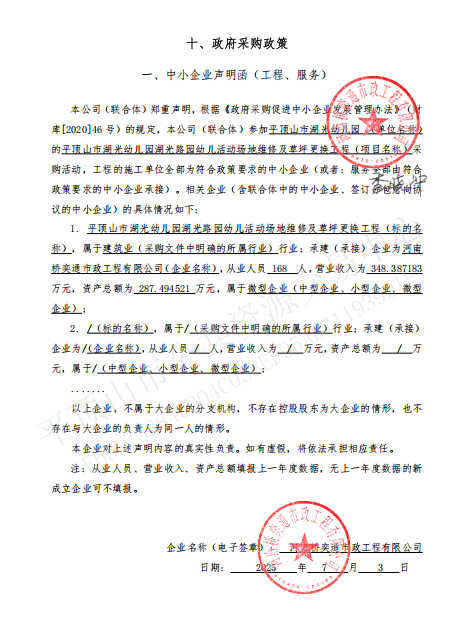 十、政府采购政策
一、中小企业声明函（工程、服务）
本公司（联合体）郑重声明，根据《政府采购促进中小企业发展管理办法》（财
库[2020]46 号）的规定，本公司（联合体）参加平顶山市湖光幼儿园（单位名称）
的平顶山市湖光幼儿园湖光路园幼儿活动场地维修及草坪更换工程（项目名称）采
购活动，工程的施工单位全部为符合政策要求的中小企业（或者：服务全部由符合
政策要求的中小企业承接）。相关企业（含联合体中的中小企业、签订分包意向协
议的中小企业）的具体情况如下：
1. 平顶山市湖光幼儿园湖光路园幼儿活动场地维修及草坪更换工程（标的名
称），属于建筑业（采购文件中明确的所属行业）行业；承建（承接）企业为河南
桥奕通市政工程有限公司（企业名称），从业人员 168 人，营业收入为 348.387183
万元，资产总额为 287.494521 万元，属于微型企业（中型企业、小型企业、微型
企业）；
2. /（标的名称），属于/（采购文件中明确的所属行业）行业；承建（承接）
企业为/（企业名称），从业人员 / 人，营业收入为 / 万元，资产总额为 / 万
元，属于/（中型企业、小型企业、微型企业）；
.......
以上企业，不属于大企业的分支机构，不存在控股股东为大企业的情形，也不
存在与大企业的负责人为同一人的情形。
本企业对上述声明内容的真实性负责。如有虚假，将依法承担相应责任。
注：从业人员、营业收入、资产总额填报上一年度数据，无上一年度数据的新
成立企业可不填报。
企业名称（电子签章）：河南桥奕通市政工程有限公司
日期： 2025 年 7 月 3 日
河南桥奕通市政工程有限公司
河南桥奕通市政工程有限公司